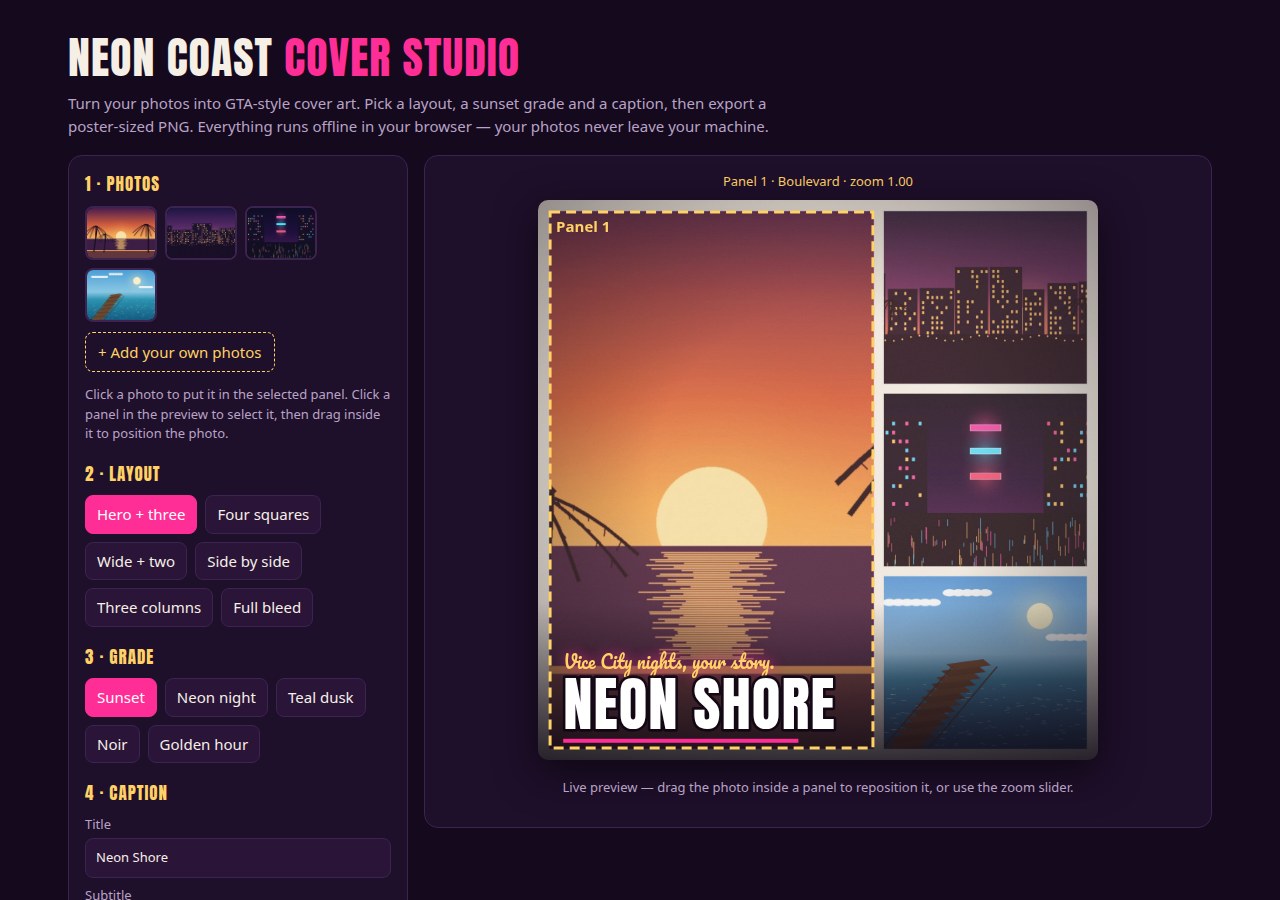 NEON COAST COVER STUDIO
Turn your photos into GTA-style cover art. Pick a layout, a sunset grade and a caption, then export a
poster-sized PNG. Everything runs offline in your browser — your photos never leave your machine.
1 · PHOTOS
+ Add your own photos
Click a photo to put it in the selected panel. Click a
panel in the preview to select it, then drag inside
it to position the photo.
2 · LAYOUT
Hero + three
Four squares
Wide + two
Side by side
Three columns
Full bleed
3 · GRADE
Sunset
Neon night
Teal dusk
Noir
Golden hour
4 · CAPTION
Title
Neon Shore
Subtitle
Panel 1 · Boulevard · zoom 1.00
Panel 1
Vice City nights, your story.
NEON SHORE
Live preview — drag the photo inside a panel to reposition it, or use the zoom slider.